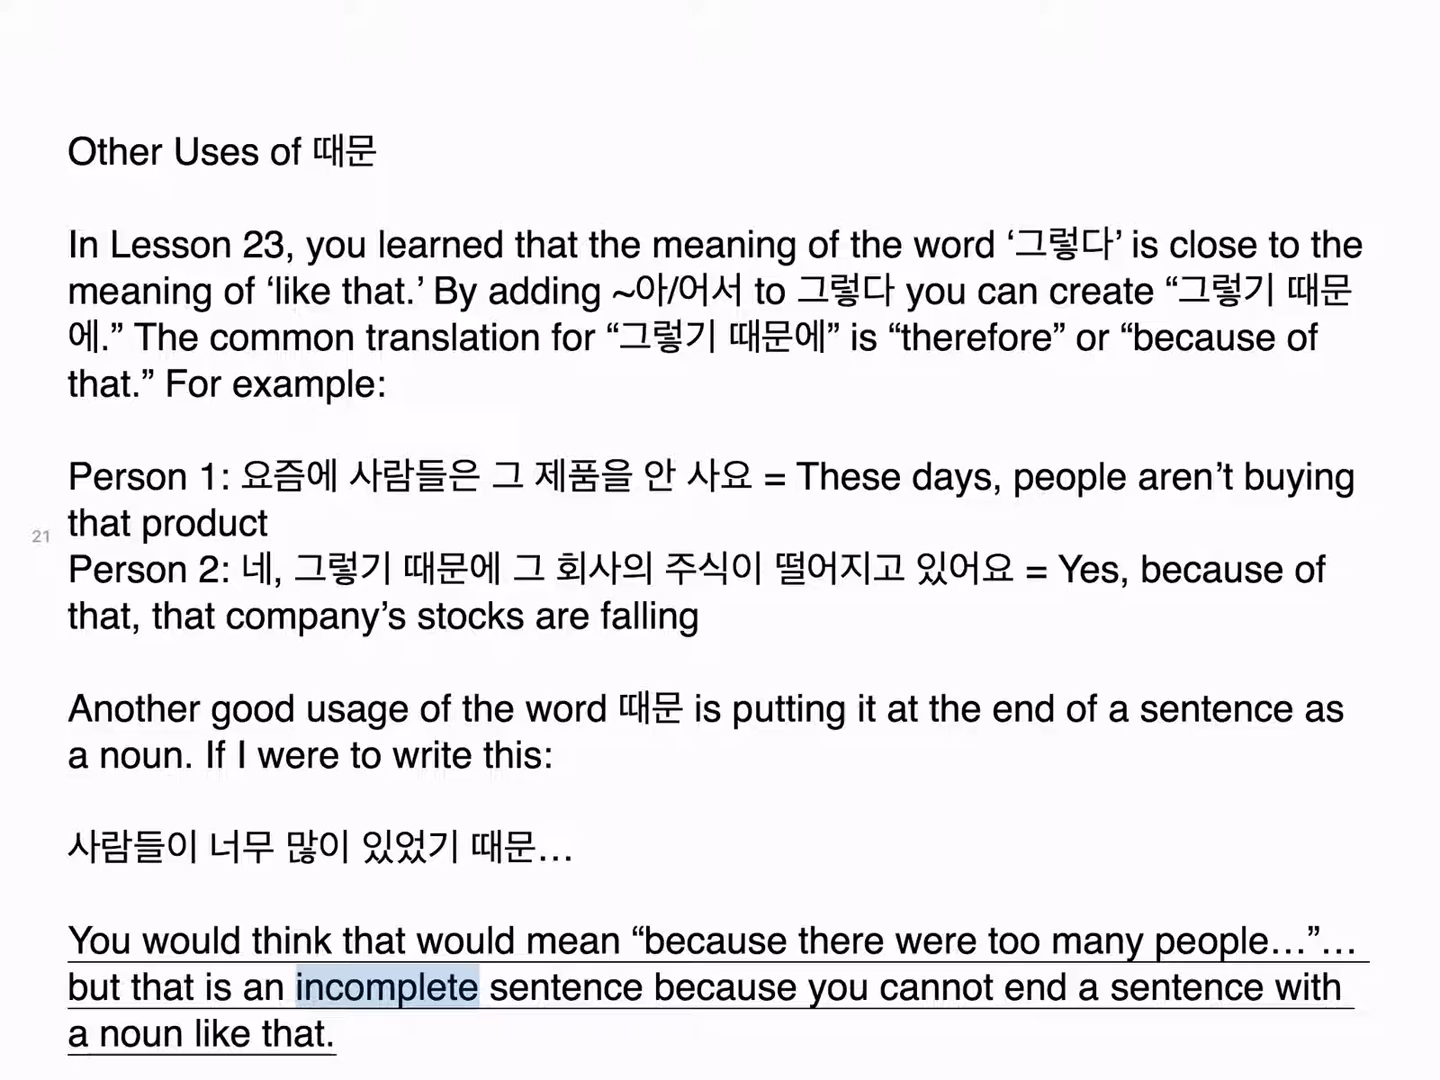 Other Uses of 때문
In Lesson 23, you learned that the meaning of the word ‘그렇다’ is close to the
meaning of ‘like that.’ By adding ~아/어서 to 그렇다 you can create “그렇기 때문
에.” The common translation for “그렇기 때문에” is “therefore” or “because of
that.” For example:
Person 1: 요즘에 사람들은 그 제품을 안 사요 = These days, people aren’t buying
that product
21
Person 2: 네, 그렇기 때문에 그 회사의 주식이 떨어지고 있어요 = Yes, because of
that, that company’s stocks are falling
Another good usage of the word 때문 is putting it at the end of a sentence as
a noun. If I were to write this:
사람들이 너무 많이 있었기 때문…
You would think that would mean “because there were too many people…”…
but that is an incomplete sentence because you cannot end a sentence with
a noun like that.